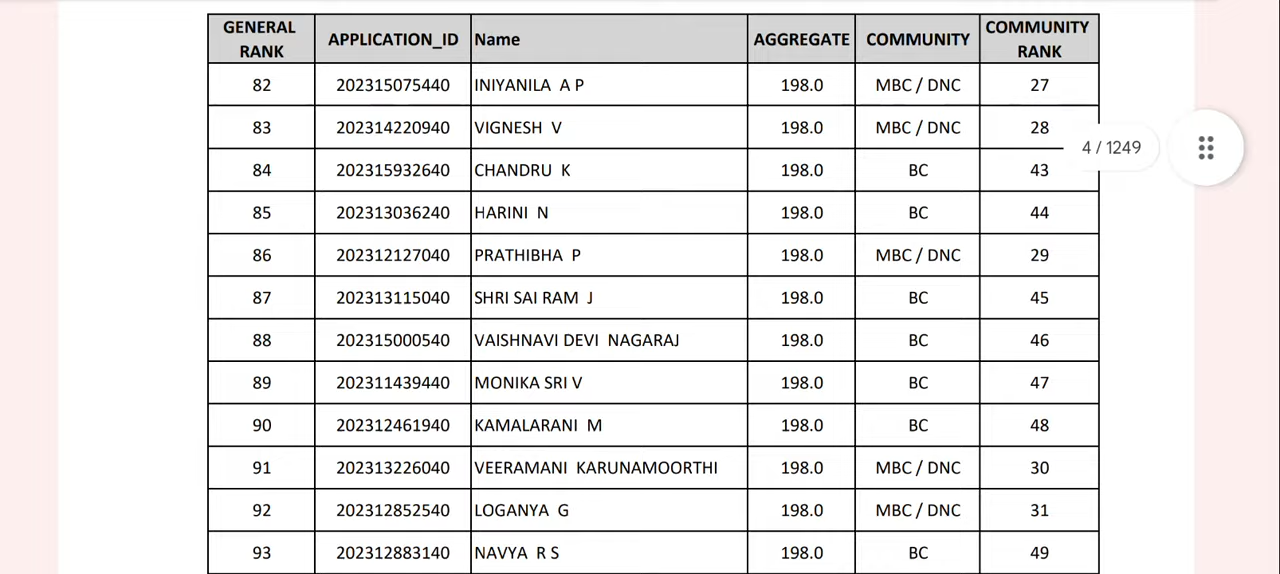 GENERAL RANK APPLICATION_ID Name AGGREGATE COMMUNITY COMMUNITY RANK
82 202315075440 INIYANILA A P 198.0 MBC / DNC 27
83 202314220940 VIGNESH V 198.0 MBC / DNC 28
4 / 1249
84 202315932640 CHANDRU K 198.0 BC 43
85 202313036240 HARINI N 198.0 BC 44
86 202312127040 PRATHIBHA P 198.0 MBC / DNC 29
87 202313115040 SHRI SAI RAM J 198.0 BC 45
88 202315000540 VAISHNAVI DEVI NAGARAJ 198.0 BC 46
89 202311439440 MONIKA SRI V 198.0 BC 47
90 202312461940 KAMALARANI M 198.0 BC 48
91 202313226040 VEERAMANI KARUNAMOORTHI 198.0 MBC / DNC 30
92 202312852540 LOGANYA G 198.0 MBC / DNC 31
93 202312883140 NAVYA R S 198.0 BC 49